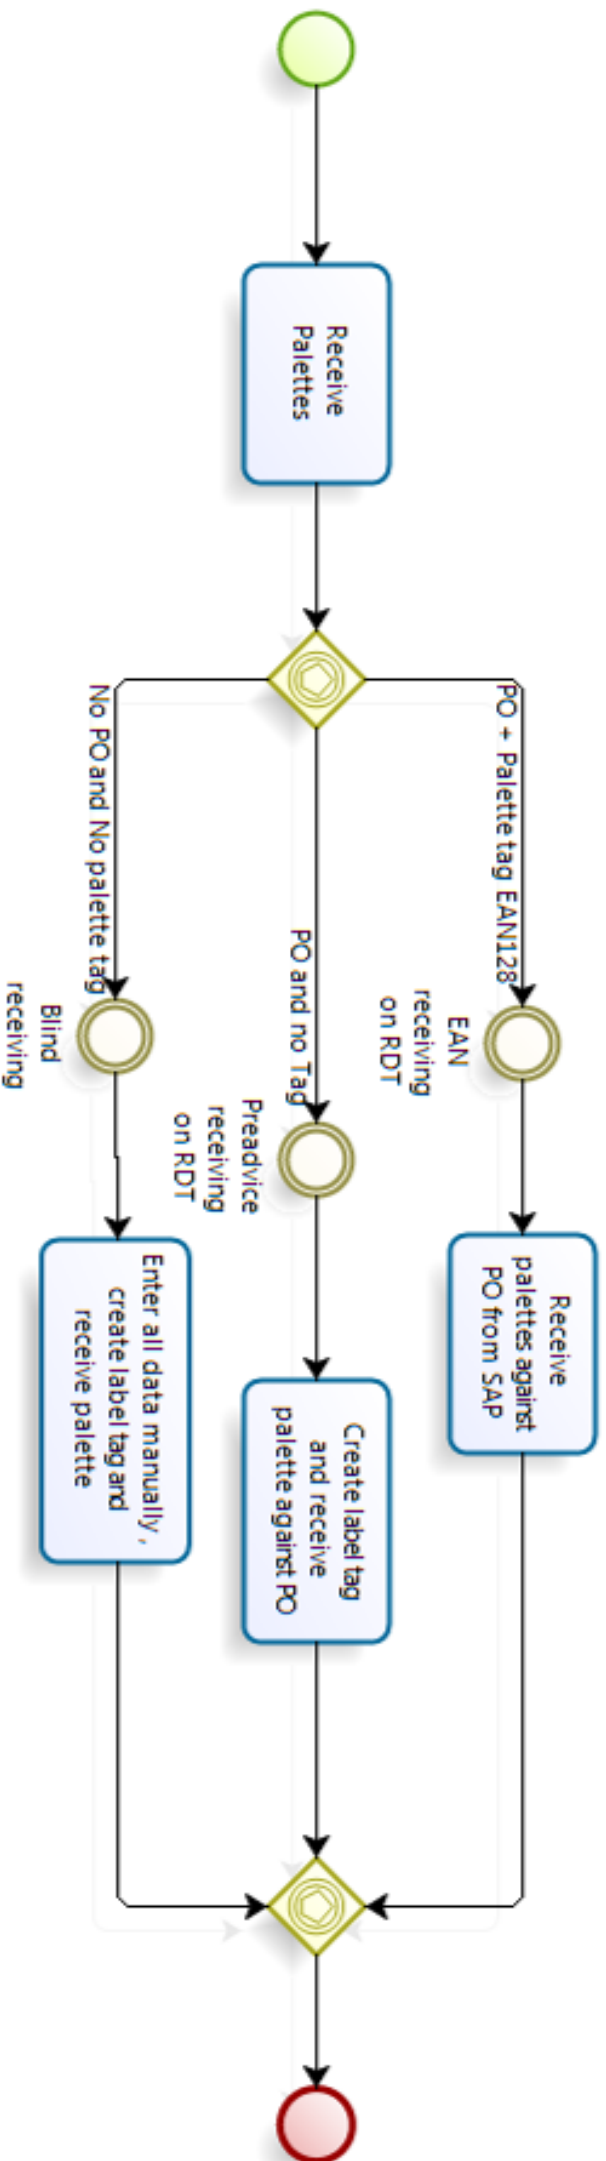 Receive
Palettes
PO + Palette tag EAN128
EAN
receiving
on RDT
Receive
palettes against
PO from SAP
PO and no Tag
Preadvice
receiving
on RDT
Create label tag
and receive
palette against PO
No PO and No palette tag
Blind
receiving
Enter all data manually ,
create label tag and
receive palette